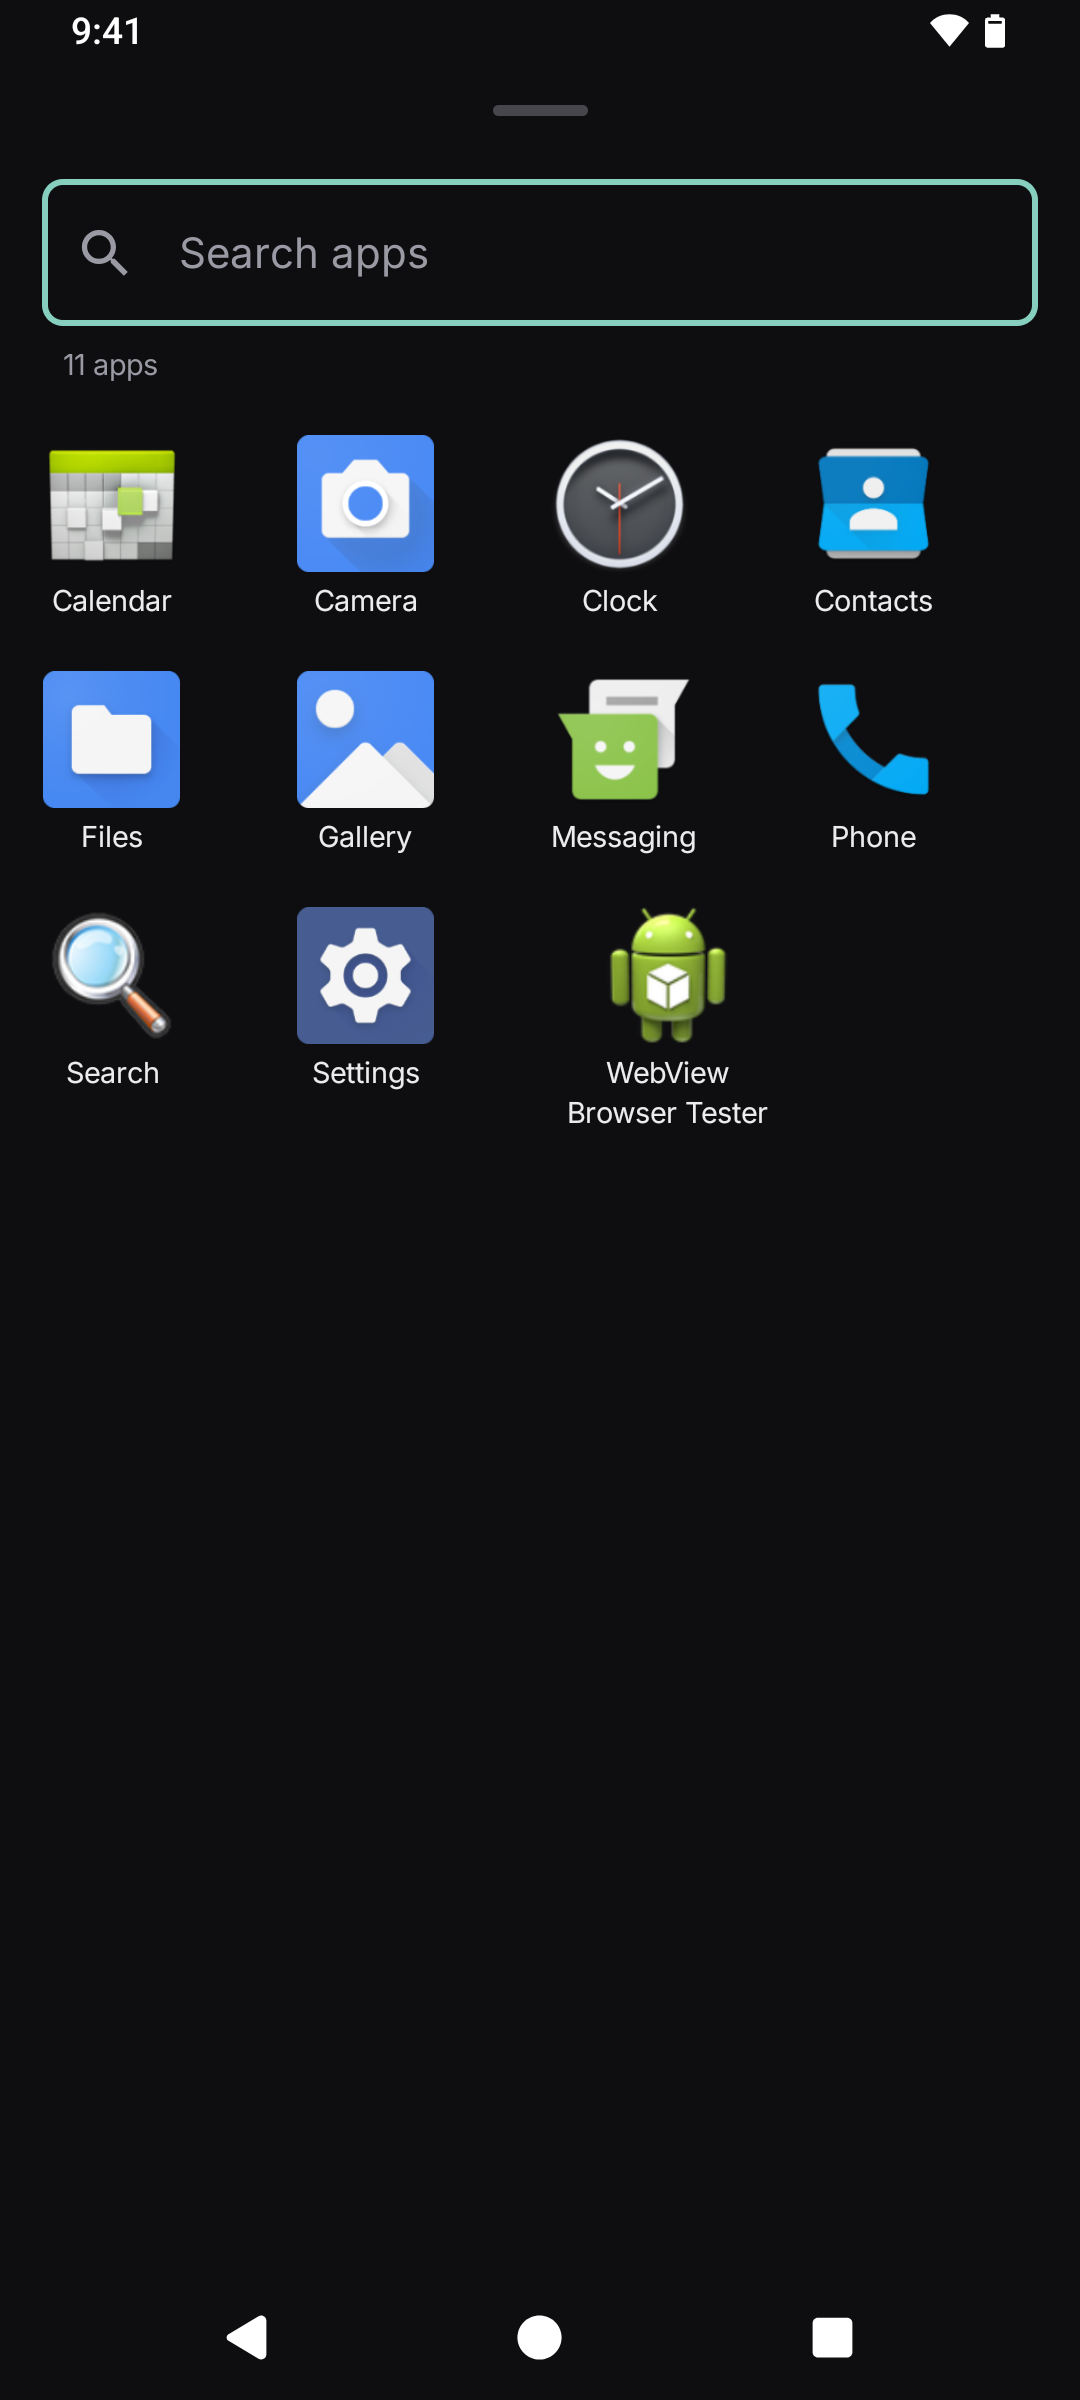 9:41
Search apps
11 apps
Calendar
Camera
Clock
Contacts
Files
Gallery
Messaging
Phone
Search
Settings
WebView
Browser Tester